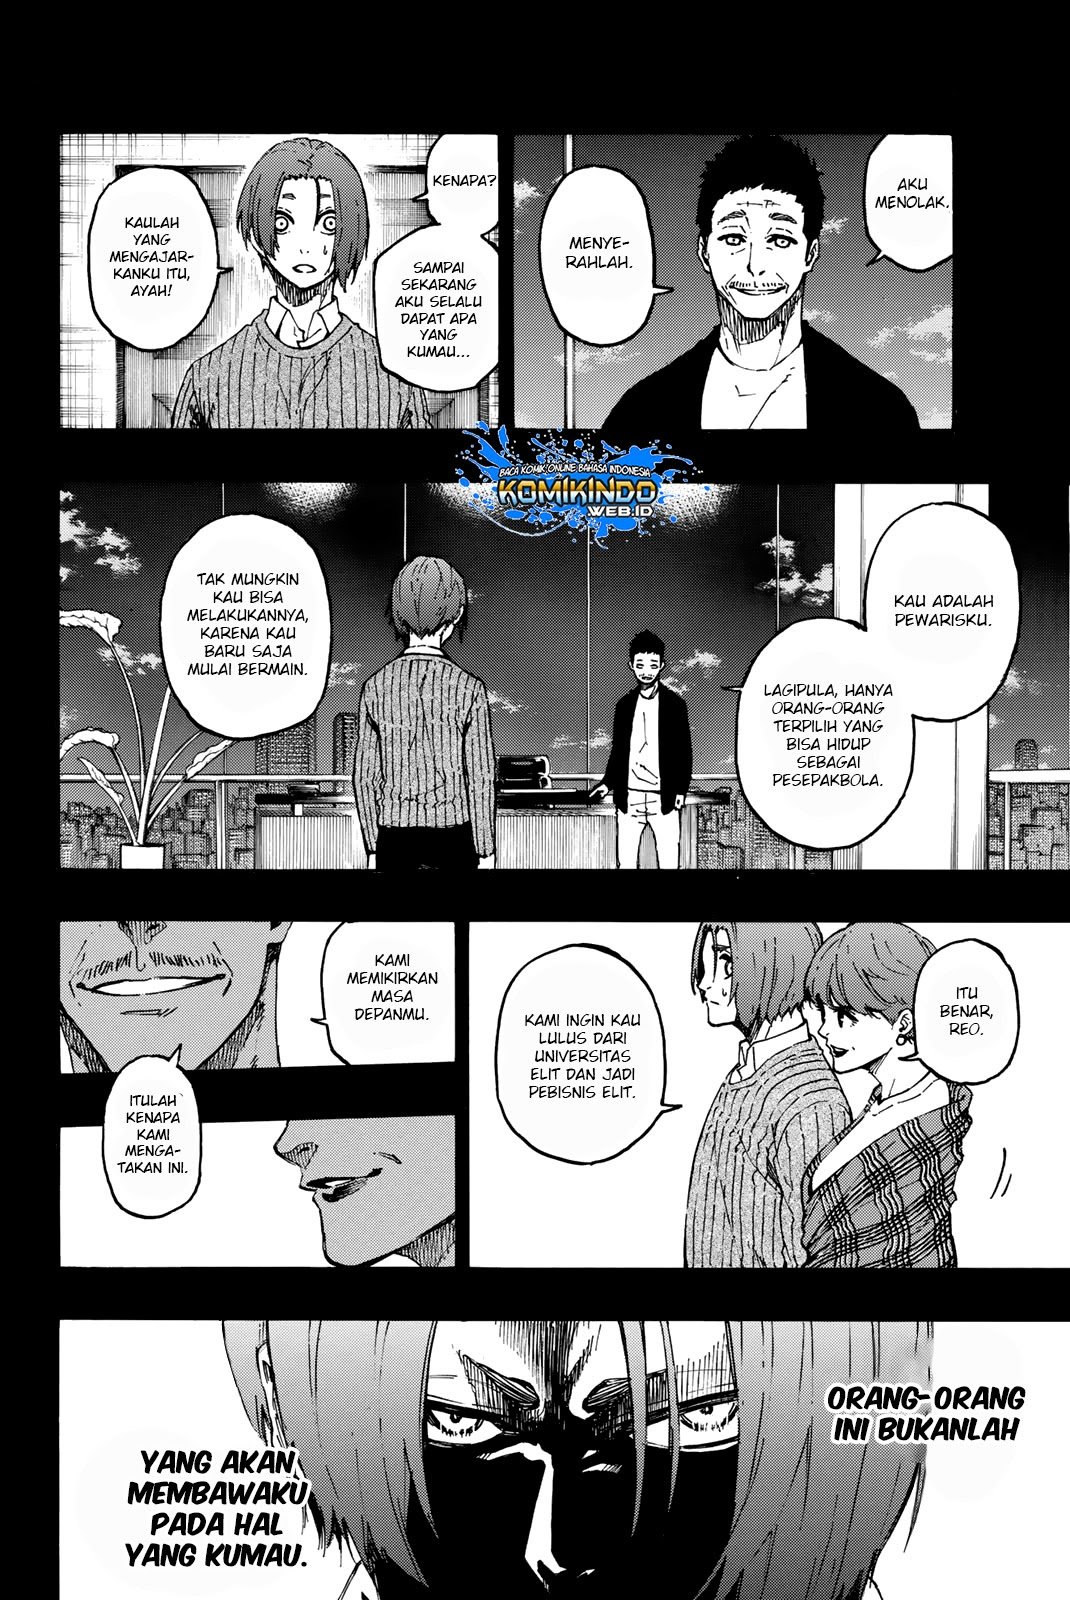 AKU
MENOLAK.
MENYE-
RAHLAH.
KENAPA?
SAMPAI
SEKARANG
AKU SELALU
DAPAT APA
YANG
KUMAU...
KAULAH
YANG
MENGAJAR-
KANKU ITU,
AYAH!
BACA KOMIK ONLINE BAHASA INDONESIA
KOMIKINDO
WEB.ID
KAU ADALAH
PEWARISKU.
LAGIPULA, HANYA
ORANG-ORANG
TERPILIH YANG
BISA HIDUP
SEBAGAI
PESEPAKBOLA.
TAK MUNGKIN
KAU BISA
MELAKUKANNYA,
KARENA KAU
BARU SAJA
MULAI BERMAIN.
ITU
BENAR,
REO.
KAMI INGIN KAU
LULUS DARI
UNIVERSITAS
ELIT DAN JADI
PEBISNIS ELIT.
KAMI
MEMIKIRKAN
MASA
DEPANMU.
ITULAH
KENAPA
KAMI
MENGA-
TAKAN INI.
ORANG-ORANG
INI BUKANLAH
YANG AKAN
MEMBAWAKU
PADA HAL
YANG KUMAU.